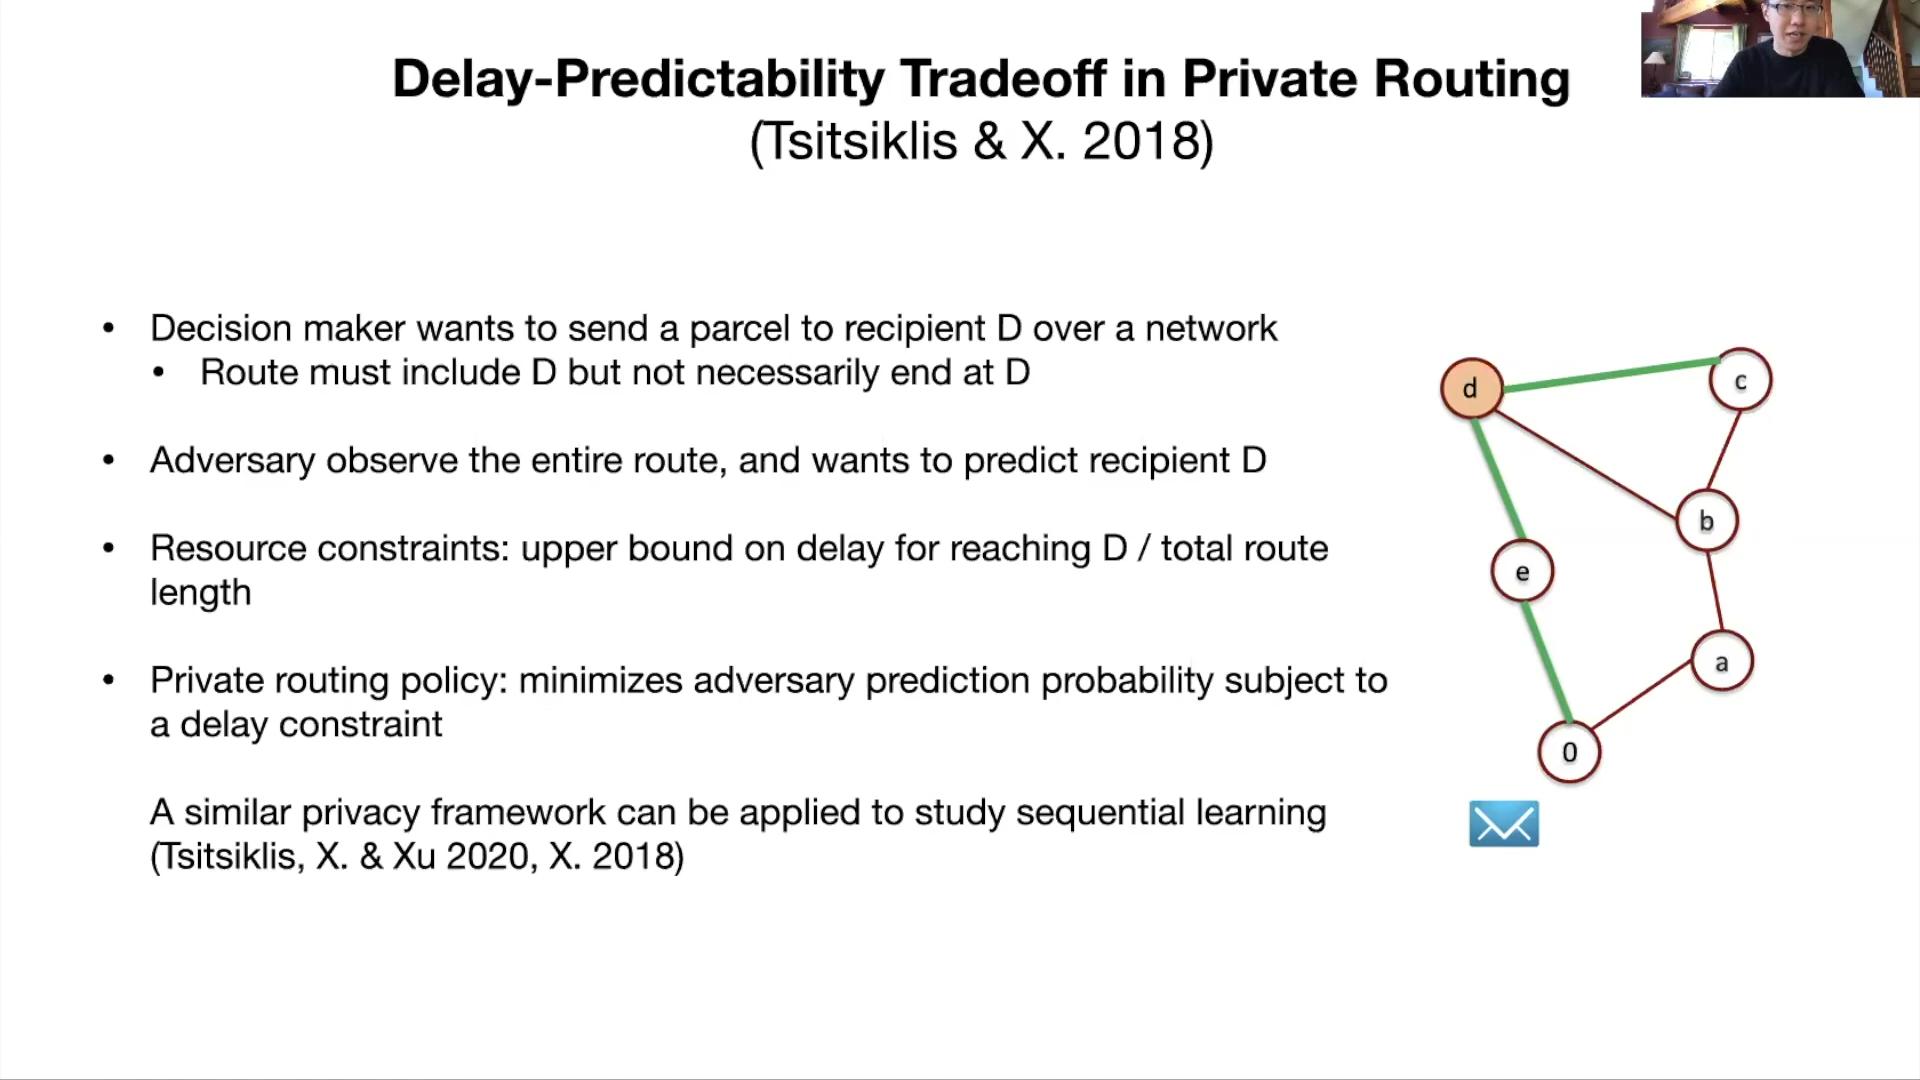 Delay-Predictability Tradeoff in Private Routing
(Tsitsiklis & X. 2018)
• Decision maker wants to send a parcel to recipient D over a network
• Route must include D but not necessarily end at D
• Adversary observe the entire route, and wants to predict recipient D
• Resource constraints: upper bound on delay for reaching D / total route
length
• Private routing policy: minimizes adversary prediction probability subject to
a delay constraint
A similar privacy framework can be applied to study sequential learning
(Tsitsiklis, X. & Xu 2020, X. 2018)
d
c
b
e
a
0